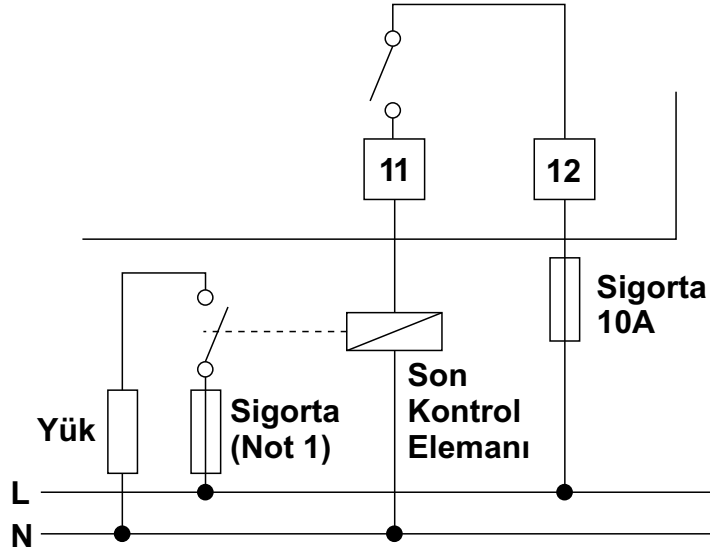 11
12
Sigorta
10A
Son
Kontrol
Elemanı
Yük
Sigorta
(Not 1)
L
N